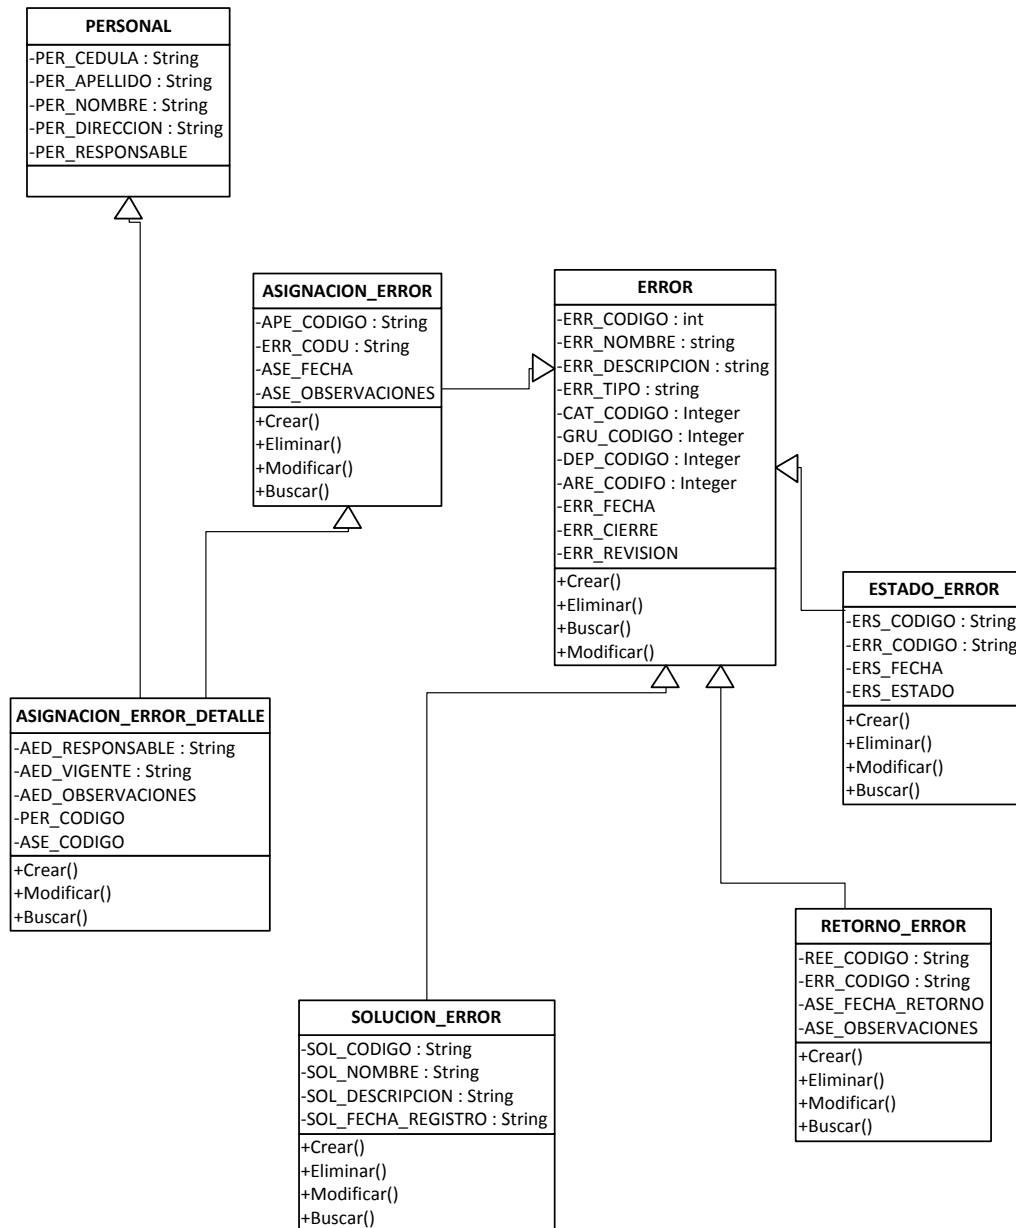 PERSONAL
-PER_CEDULA : String
-PER_APELLIDO : String
-PER_NOMBRE : String
-PER_DIRECCION : String
-PER_RESPONSABLE
ASIGNACION_ERROR
-APE_CODIGO : String
-ERR_CODU : String
-ASE_FECHA
-ASE_OBSERVACIONES
+Crear()
+Eliminar()
+Modificar()
+Buscar()
ERROR
-ERR_CODIGO : int
-ERR_NOMBRE : string
-ERR_DESCRIPCION : string
-ERR_TIPO : string
-CAT_CODIGO : Integer
-GRU_CODIGO : Integer
-DEP_CODIGO : Integer
-ARE_CODIFO : Integer
-ERR_FECHA
-ERR_CIERRE
-ERR_REVISION
+Crear()
+Eliminar()
+Buscar()
+Modificar()
ESTADO_ERROR
-ERS_CODIGO : String
-ERR_CODIGO : String
-ERS_FECHA
-ERS_ESTADO
+Crear()
+Eliminar()
+Modificar()
+Buscar()
ASIGNACION_ERROR_DETALLE
-AED_RESPONSABLE : String
-AED_VIGENTE : String
-AED_OBSERVACIONES
-PER_CODIGO
-ASE_CODIGO
+Crear()
+Modificar()
+Buscar()
RETORNO_ERROR
-REE_CODIGO : String
-ERR_CODIGO : String
-ASE_FECHA_RETORNO
-ASE_OBSERVACIONES
+Crear()
+Eliminar()
+Modificar()
+Buscar()
SOLUCION_ERROR
-SOL_CODIGO : String
-SOL_NOMBRE : String
-SOL_DESCRIPCION : String
-SOL_FECHA_REGISTRO : String
+Crear()
+Eliminar()
+Modificar()
+Buscar()